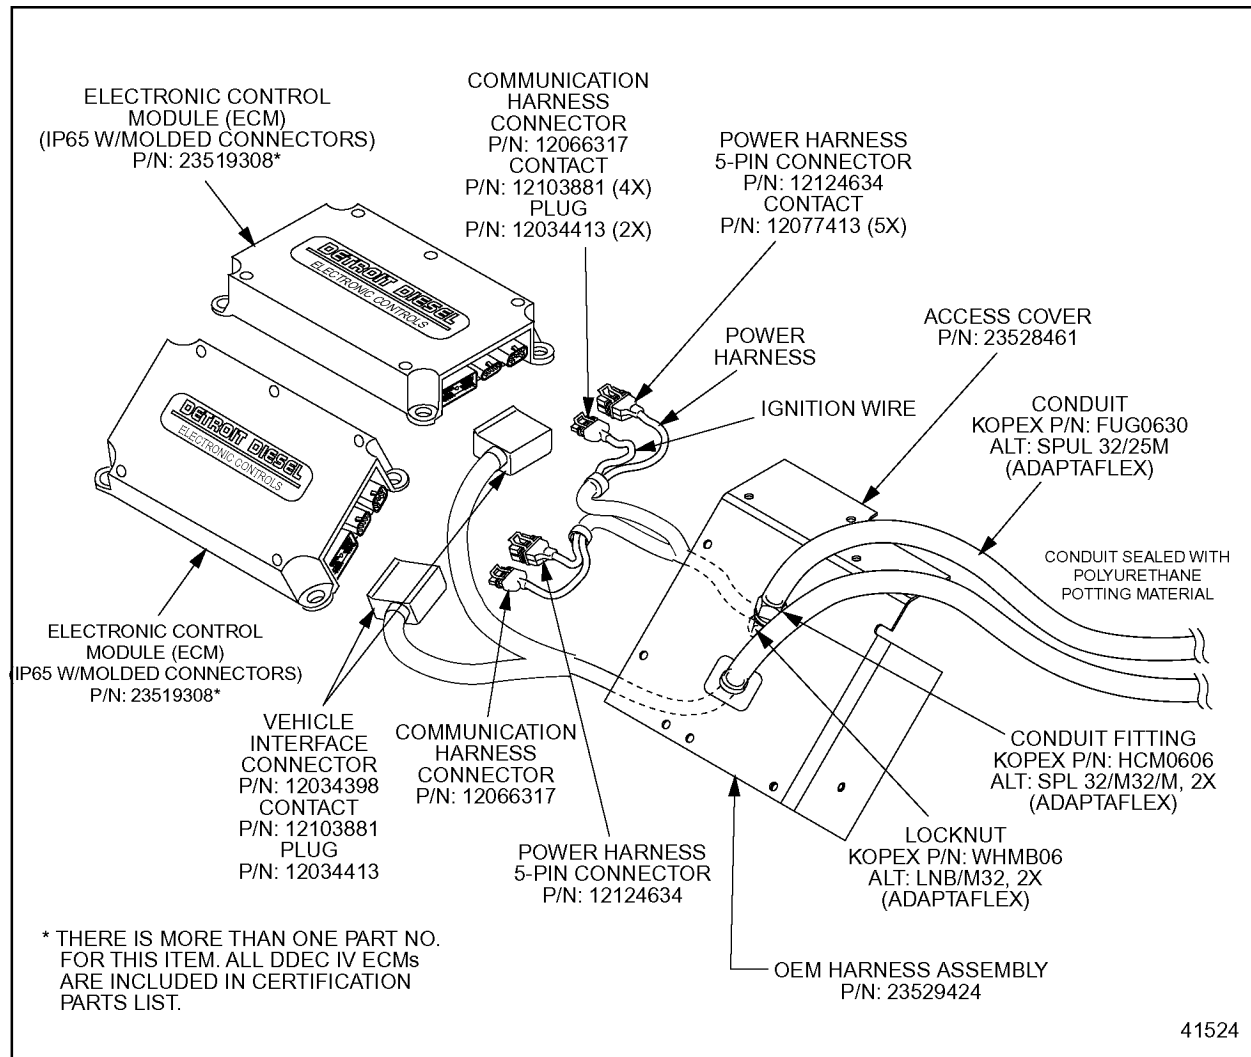 ELECTRONIC CONTROL
MODULE (ECM)
(IP65 W/MOLDED CONNECTORS)
P/N: 23519308*
COMMUNICATION
HARNESS
CONNECTOR
P/N: 12066317
CONTACT
P/N: 12103881 (4X)
PLUG
P/N: 12034413 (2X)
POWER HARNESS
5-PIN CONNECTOR
P/N: 12124634
CONTACT
P/N: 12077413 (5X)
DETROIT DIESEL
ELECTRONIC CONTROLS
POWER
HARNESS
IGNITION WIRE
ACCESS COVER
P/N: 23528461
CONDUIT
KOPEX P/N: FUG0630
ALT: SPUL 32/25M
(ADAPTAFLEX)
DETROIT DIESEL
ELECTRONIC CONTROLS
CONDUIT SEALED WITH
POLYURETHANE
POTTING MATERIAL
ELECTRONIC CONTROL
MODULE (ECM)
(IP65 W/MOLDED CONNECTORS)
P/N: 23519308*
VEHICLE
INTERFACE
CONNECTOR
P/N: 12034398
CONTACT
P/N: 12103881
PLUG
P/N: 12034413
COMMUNICATION
HARNESS
CONNECTOR
P/N: 12066317
POWER HARNESS
5-PIN CONNECTOR
P/N: 12124634
CONDUIT FITTING
KOPEX P/N: HCM0606
ALT: SPL 32/M32/M, 2X
(ADAPTAFLEX)
LOCKNUT
KOPEX P/N: WHMB06
ALT: LNB/M32, 2X
(ADAPTAFLEX)
* THERE IS MORE THAN ONE PART NO.
FOR THIS ITEM. ALL DDEC IV ECMs
ARE INCLUDED IN CERTIFICATION
PARTS LIST.
OEM HARNESS ASSEMBLY
P/N: 23529424
41524